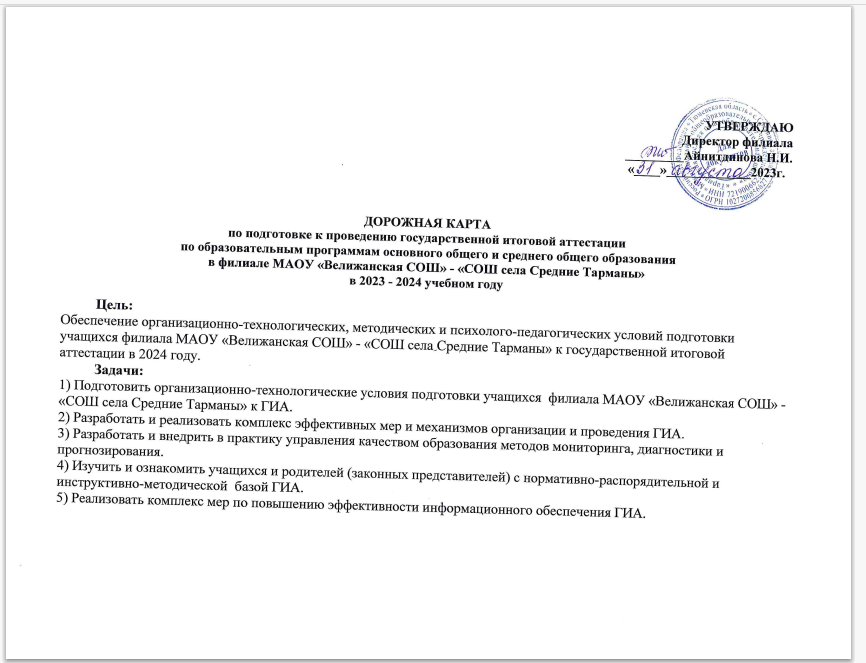 УТВЕРЖДАЮ
Директор филиала
Айнитдинова Н.И.
«31» августа 2023г.
ДОРОЖНАЯ КАРТА
по подготовке к проведению государственной итоговой аттестации
по образовательным программам основного общего и среднего общего образования
в филиале МАОУ «Велижанская СОШ» - «СОШ села Средние Тарманы»
в 2023 - 2024 учебном году
Цель:
Обеспечение организационно-технологических, методических и психолого-педагогических условий подготовки
учащихся филиала МАОУ «Велижанская СОШ» - «СОШ села Средние Тарманы» к государственной итоговой
аттестации в 2024 году.
Задачи:
1) Подготовить организационно-технологические условия подготовки учащихся филиала МАОУ «Велижанская СОШ» -
«СОШ села Средние Тарманы» к ГИА.
2) Разработать и реализовать комплекс эффективных мер и механизмов организации и проведения ГИА.
3) Разработать и внедрить в практику управления качеством образования методов мониторинга, диагностики и
прогнозирования.
4) Изучить и ознакомить учащихся и родителей (законных представителей) с нормативно-распорядительной и
инструктивно-методической базой ГИА.
5) Реализовать комплекс мер по повышению эффективности информационного обеспечения ГИА.